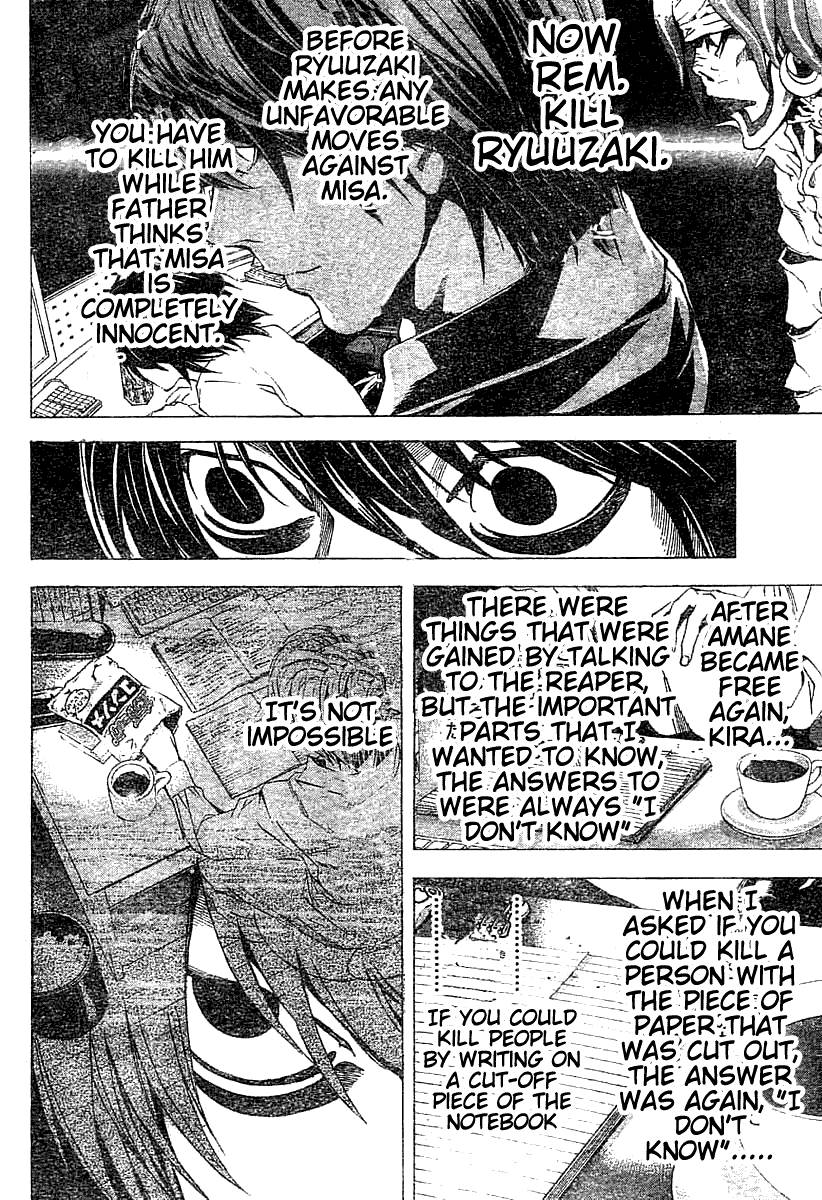 NOW
REM.
KILL
RYUUZAKI.
BEFORE
RYUUZAKI
MAKES ANY
UNFAVORABLE
MOVES
AGAINST
MISA.
YOU HAVE
TO KILL HIM
WHILE
FATHER
THINKS
THAT MISA
IS
COMPLETELY
INNOCENT.
AFTER
AMANE
BECAME
FREE
AGAIN,
KIRA...
THERE WERE
THINGS THAT WERE
GAINED BY TALKING
TO THE REAPER,
BUT THE IMPORTANT
PARTS THAT I
WANTED TO KNOW,
THE ANSWERS TO
WERE ALWAYS "I
DON'T KNOW"
WHEN I
ASKED IF YOU
COULD KILL A
PERSON WITH
THE PIECE OF
PAPER THAT
WAS CUT OUT,
THE ANSWER
WAS AGAIN, "I
DON'T
KNOW".....
IF YOU COULD
KILL PEOPLE
BY WRITING ON
A CUT-OFF
PIECE OF THE
NOTEBOOK
IT'S NOT
IMPOSSIBLE